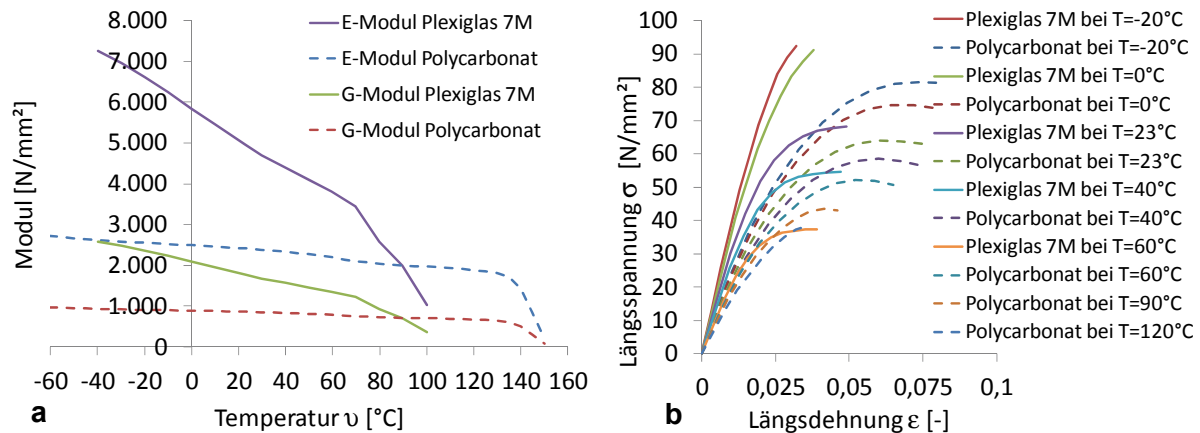 8.000
7.000
6.000
5.000
4.000
3.000
2.000
1.000
0
Modul [N/mm²]
E-Modul Plexiglas 7M
E-Modul Polycarbonat
G-Modul Plexiglas 7M
G-Modul Polycarbonat
-60 -40 -20 0 20 40 60 80 100 120 140 160
Temperatur υ [°C]
a
100
90
80
70
60
50
40
30
20
10
0
Längsspannung σ [N/mm²]
Plexiglas 7M bei T=-20°C
Polycarbonat bei T=-20°C
Plexiglas 7M bei T=0°C
Polycarbonat bei T=0°C
Plexiglas 7M bei T=23°C
Polycarbonat bei T=23°C
Plexiglas 7M bei T=40°C
Polycarbonat bei T=40°C
Plexiglas 7M bei T=60°C
Polycarbonat bei T=60°C
Polycarbonat bei T=90°C
Polycarbonat bei T=120°C
0 0,025 0,05 0,075 0,1
Längsdehnung ε [-]
b